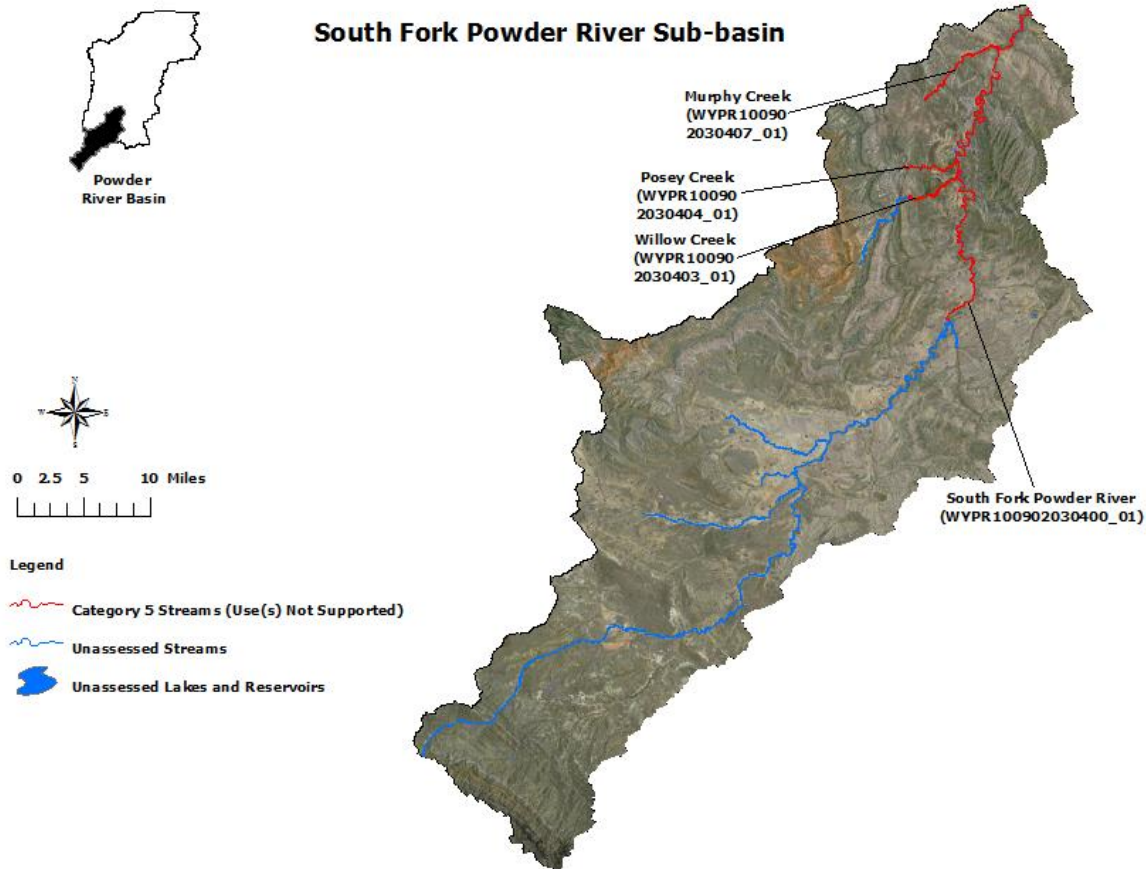 South Fork Powder River Sub-basin
Powder
River Basin
Murphy Creek
(WYPR10090
2030407_01)
Posey Creek
(WYPR10090
2030404_01)
Willow Creek
(WYPR10090
2030403_01)
South Fork Powder River
(WYPR100902030400_01)
N
W E
S
0 2.5 5 10 Miles
Legend
Category 5 Streams (Use(s) Not Supported)
Unassessed Streams
Unassessed Lakes and Reservoirs